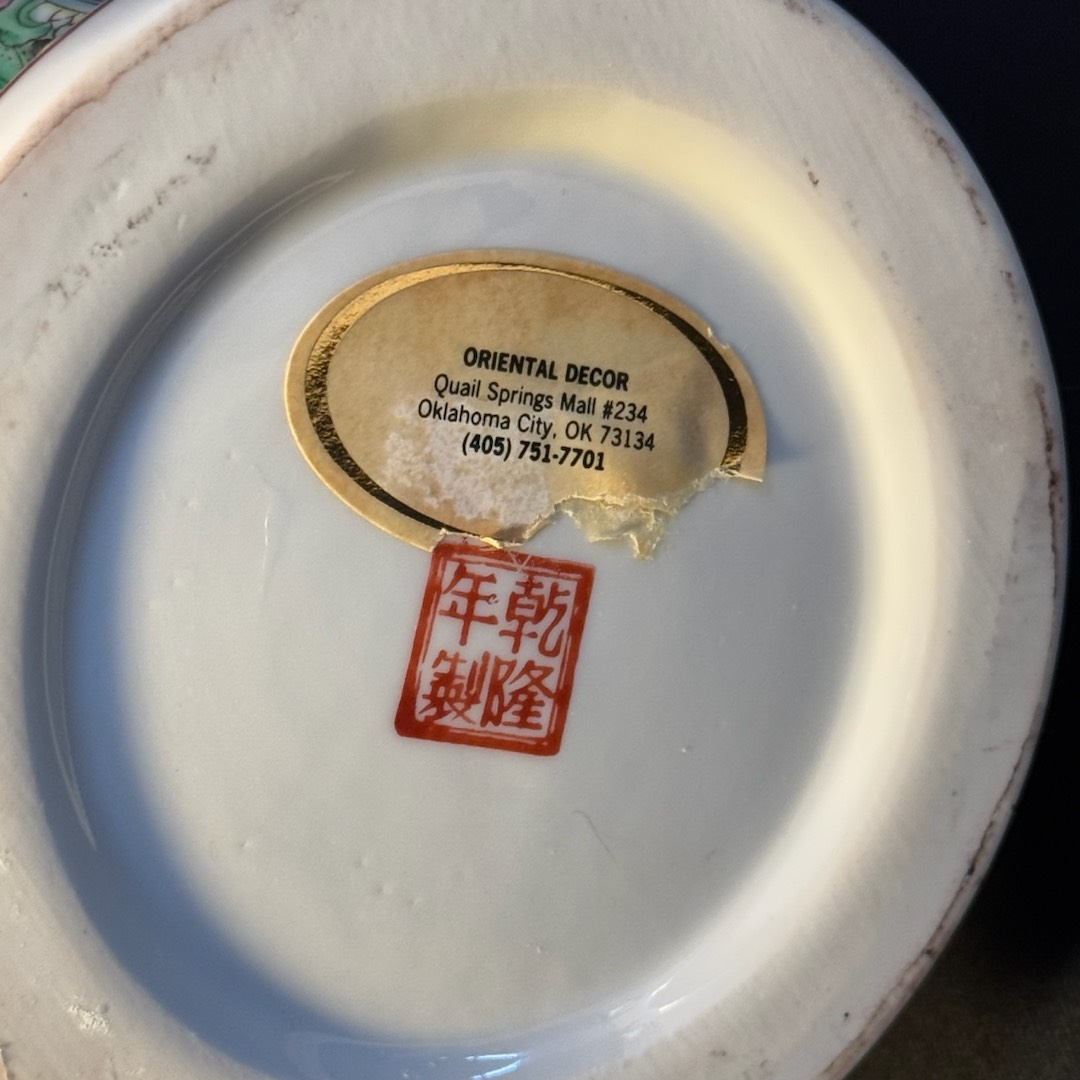 ORIENTAL DECOR
Quail Springs Mall #234
Oklahoma City, OK 73134
(405) 751-7701
乾隆
年製